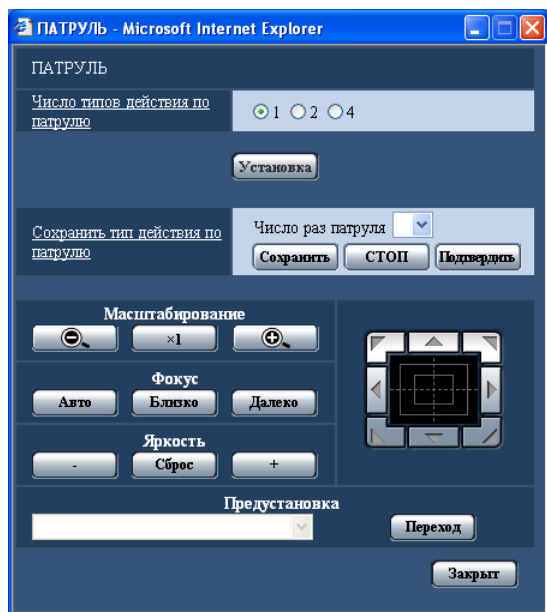 ПАТРУЛЬ - Microsoft Internet Explorer
ПАТРУЛЬ
Число типов действия по
патрулю
1 2 4
Установка
Сохранить тип действия по
патрулю
Число раз патруля
Сохранить СТОП Подтвердить
Масштабирование
×1
Фокус
Авто Близко Далеко
Яркость
- Сброс +
Предустановка
Переход
Закрыт